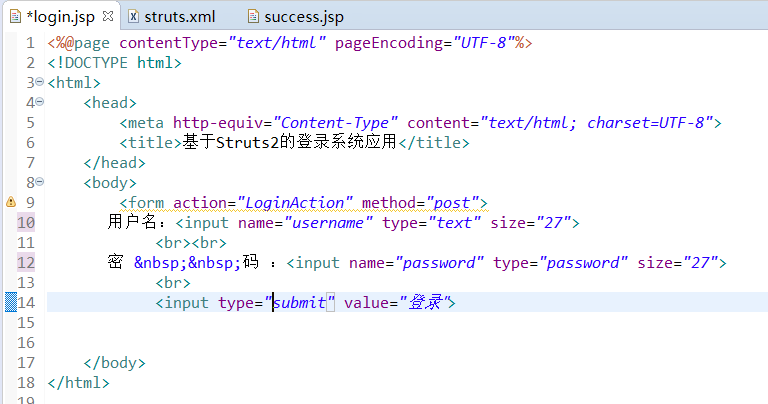 *login.jsp struts.xml success.jsp
1 <%@page contentType="text/html" pageEncoding="UTF-8"%>
2 <!DOCTYPE html>
3 <html>
4 <head>
5 <meta http-equiv="Content-Type" content="text/html; charset=UTF-8">
6 <title>基于Struts2的登录系统应用</title>
7 </head>
8 <body>
9 <form action="LoginAction" method="post">
10 用户名：<input name="username" type="text" size="27">
11 <br><br>
12 密 &nbsp;&nbsp;码 ：<input name="password" type="password" size="27">
13 <br>
14 <input type="submit" value="登录">
15
16
17 </body>
18 </html>
19